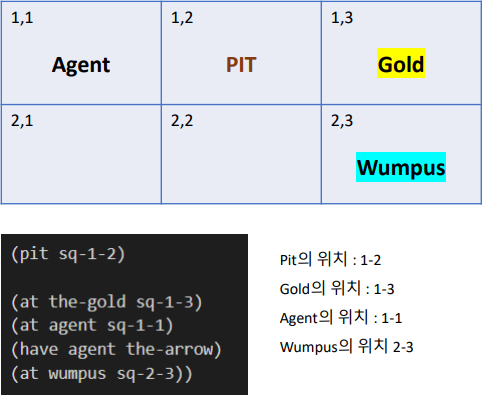 1,1 1,2 1,3
Agent PIT Gold
2,1 2,2 2,3
Wumpus
(pit sq-1-2)
(at the-gold sq-1-3)
(at agent sq-1-1)
(have agent the-arrow)
(at wumpus sq-2-3))
Pit의 위치 : 1-2
Gold의 위치 : 1-3
Agent의 위치 : 1-1
Wumpus의 위치 2-3